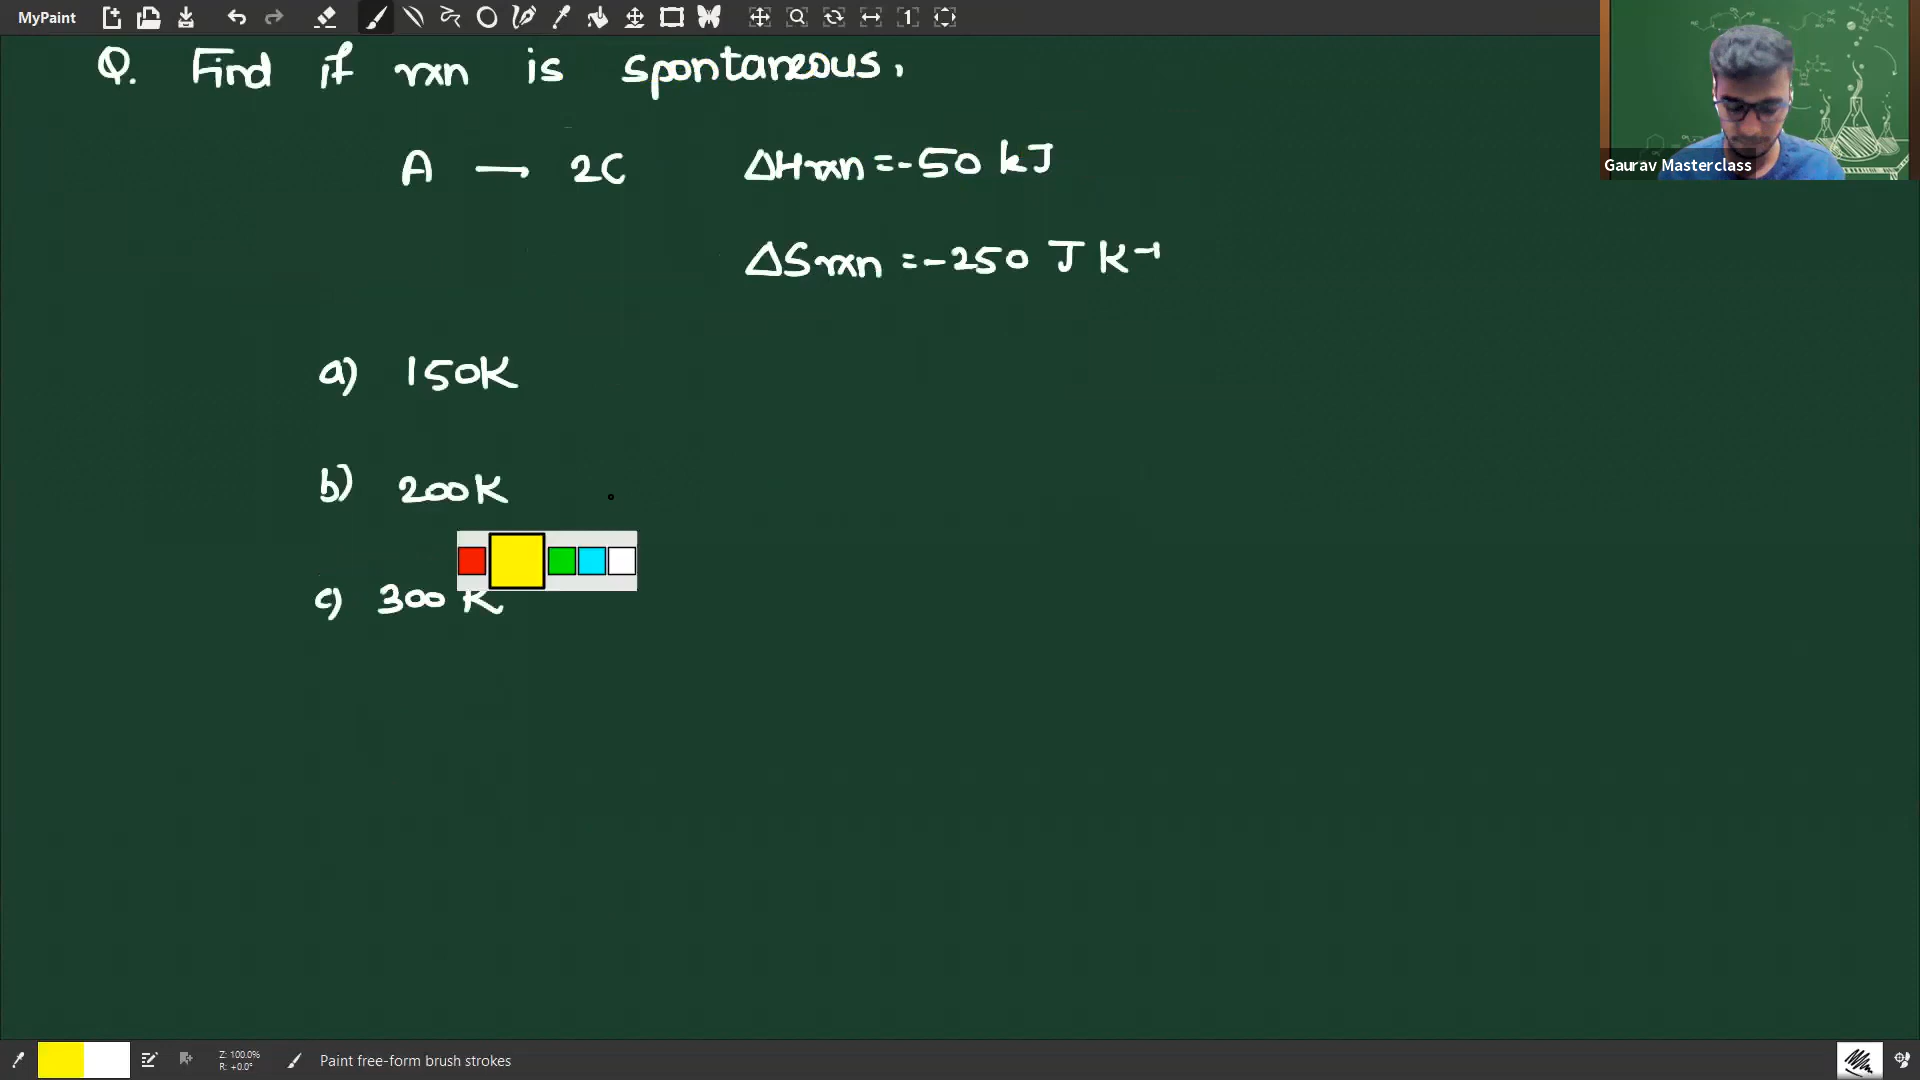 MyPaint
Q. Find if rxn is spontaneous.
A → 2C ΔHrxn = -50 kJ
Gaurav Masterclass
ΔSrxn = -250 J K⁻¹
a) 150K
b) 200K
c) 300 K
Z: 100.0%
R: +0.0°
Paint free-form brush strokes